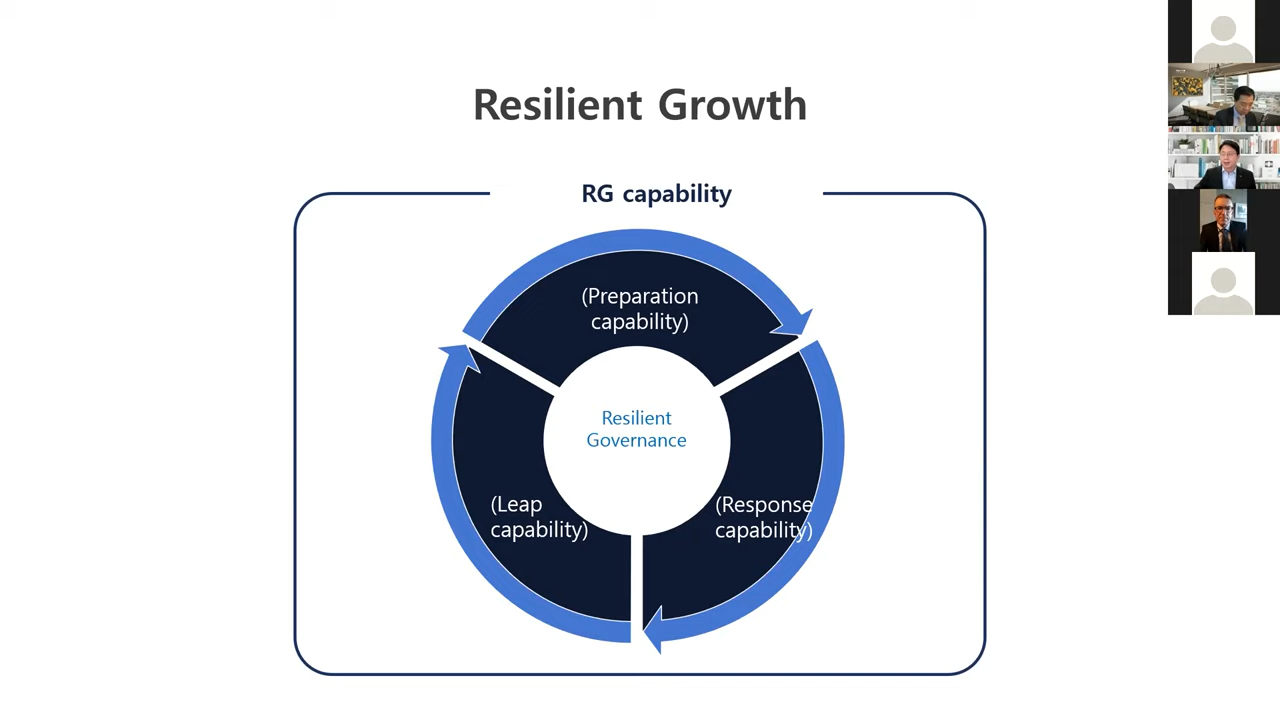 Resilient Growth
RG capability
(Preparation
capability)
Resilient
Governance
(Leap
capability)
(Response
capability)